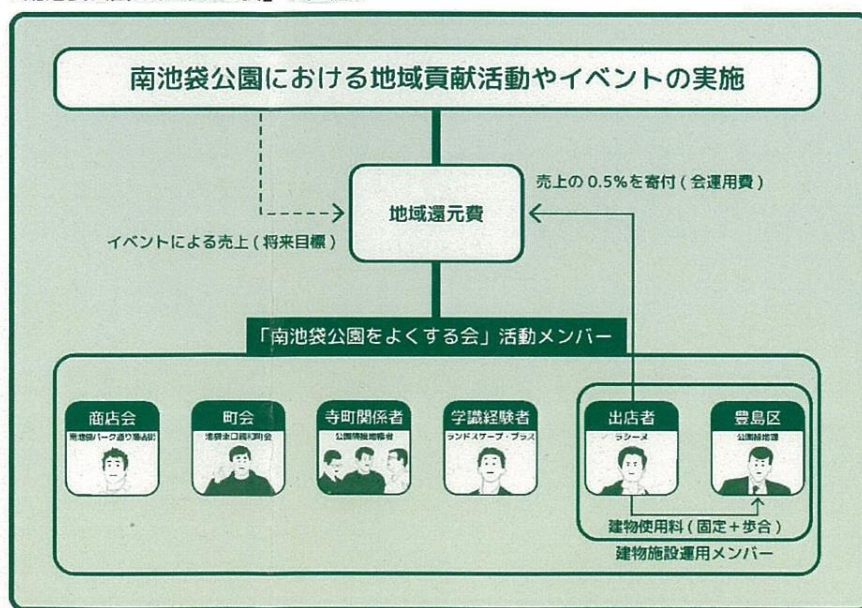 南池袋公園における地域貢献活動やイベントの実施
売上の0.5%を寄付(会運用費)
地域還元費
イベントによる売上(将来目標)
「南池袋公園をよくする会」活動メンバー
商店会
町会
寺町関係者
学識経験者
出店者
豊島区
公園隣接地権者
ランドスケープ・プラス
ラシーヌ
公園緑地課
建物使用料(固定+歩合)
建物施設運用メンバー